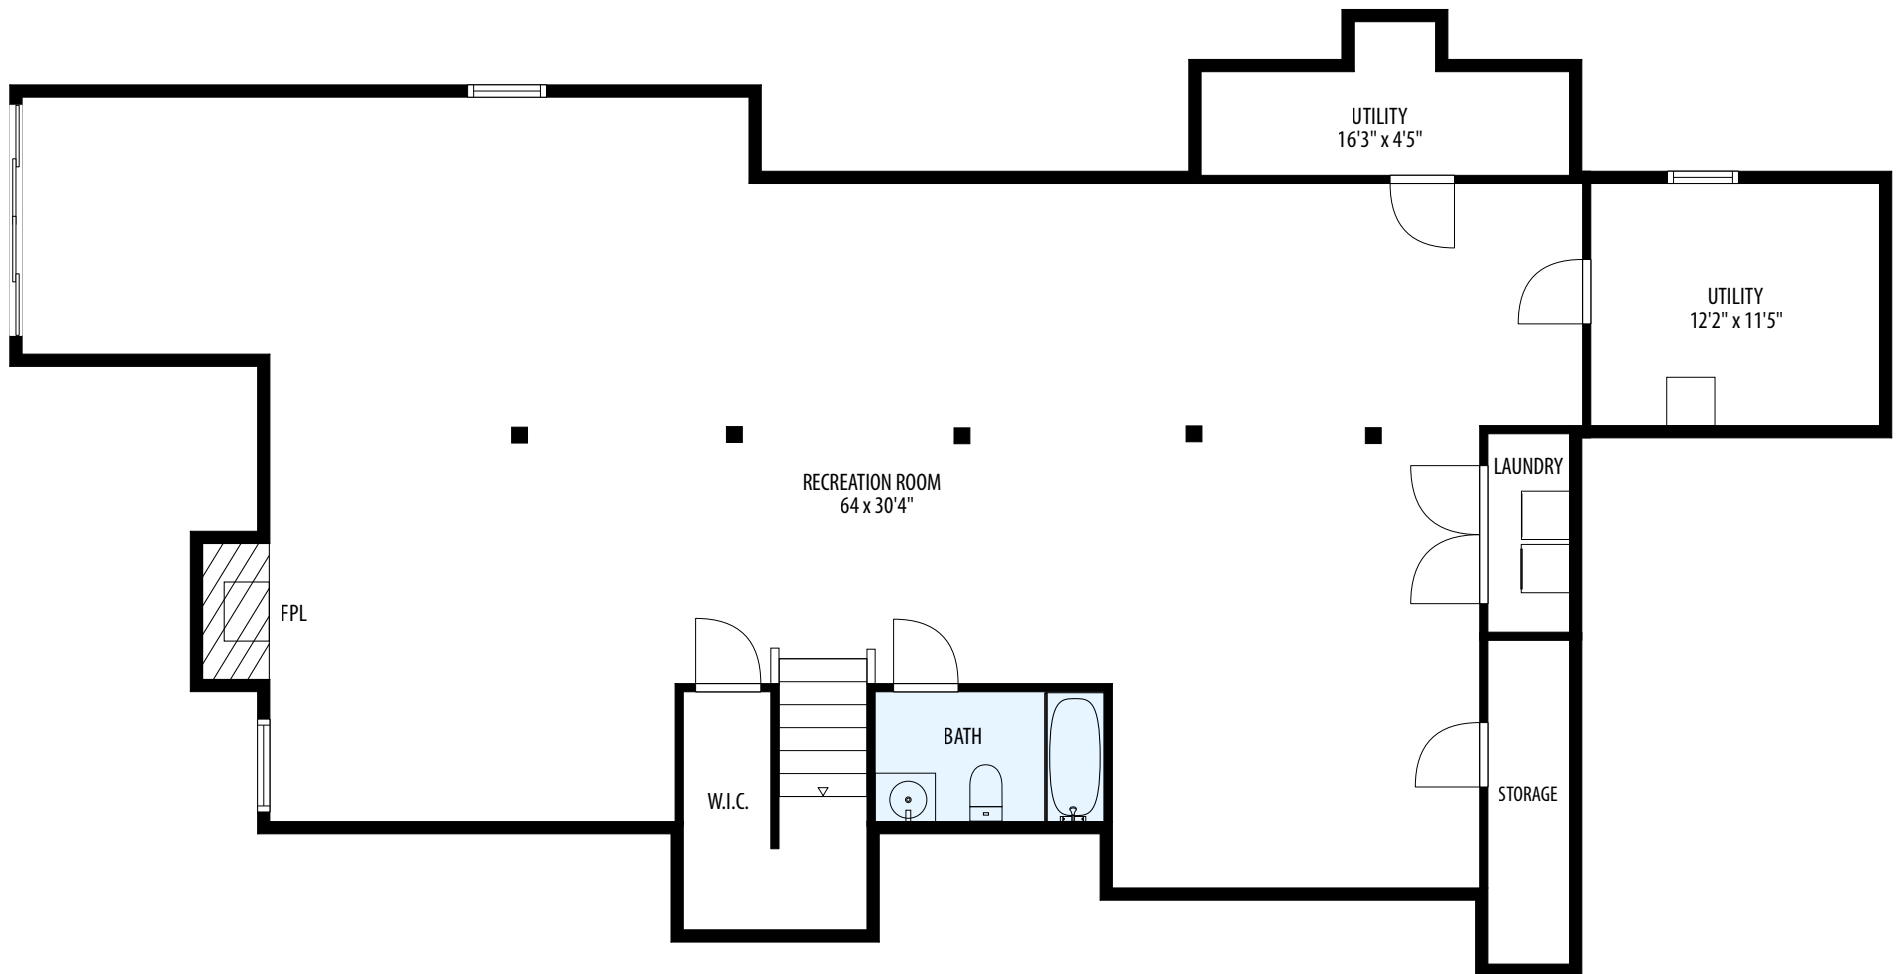 UTILITY
16'3" x 4'5"
UTILITY
12'2" x 11'5"
LAUNDRY
RECREATION ROOM
64 x 30'4"
FPL
BATH
W.I.C.
STORAGE